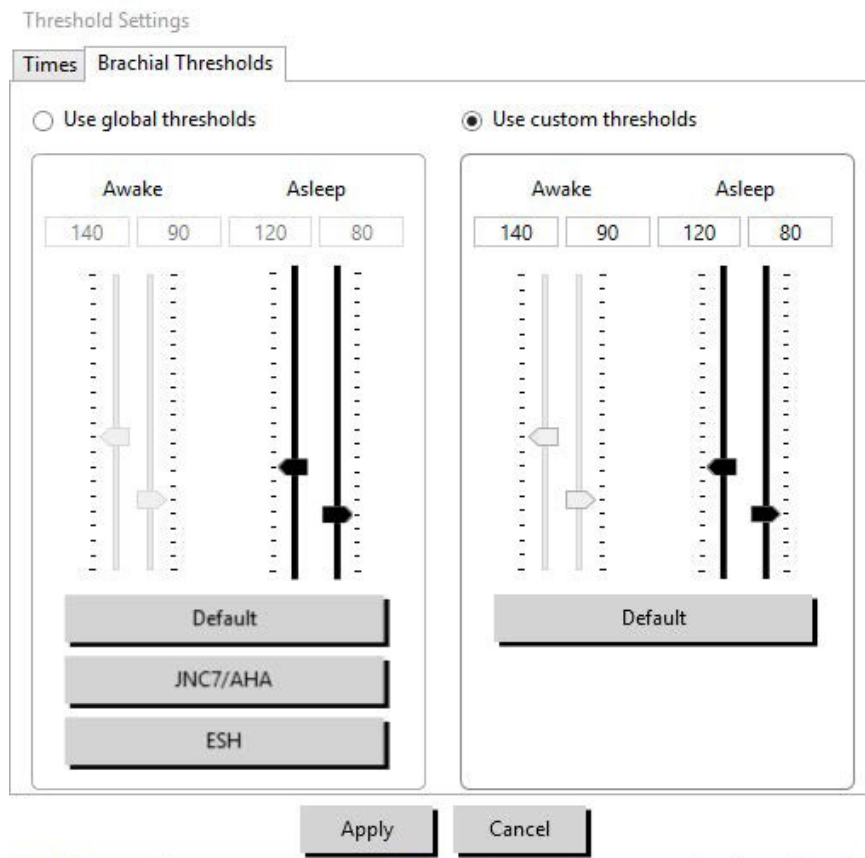 Threshold Settings
Times Brachial Thresholds
Use global thresholds
Awake Asleep
140 90 120 80
Default
JNC7/AHA
ESH
Use custom thresholds
Awake Asleep
140 90 120 80
Default
Apply Cancel